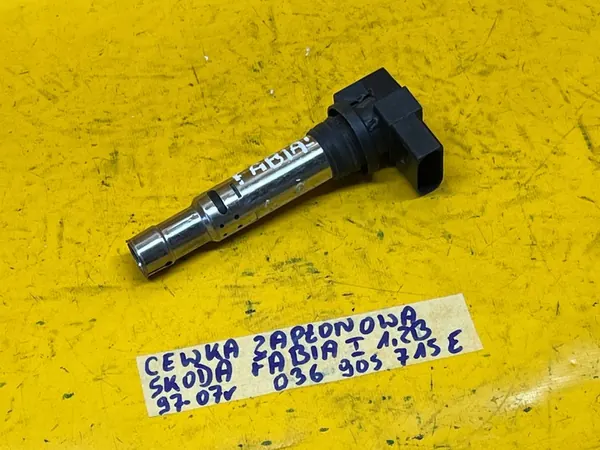 FABIA
CEWKA ZAPŁONOWA
SKODA FABIA I 1.2B
97-07r 036 905 715 E